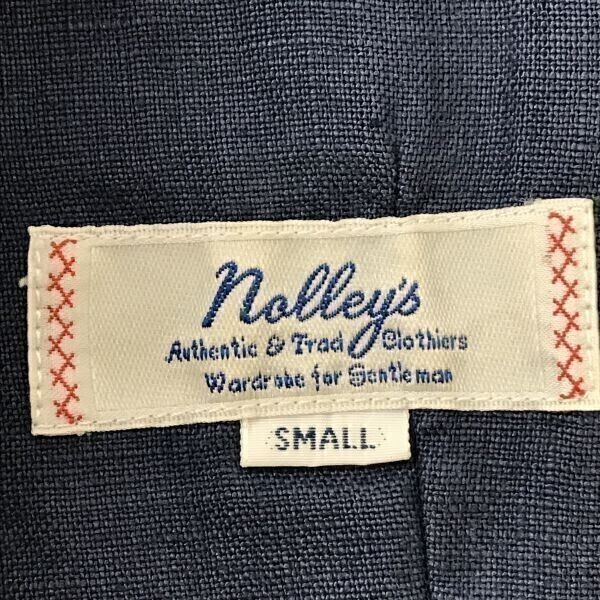 Nolley's
Authentic & Trad Clothiers
Wardrobe for Gentleman
SMALL